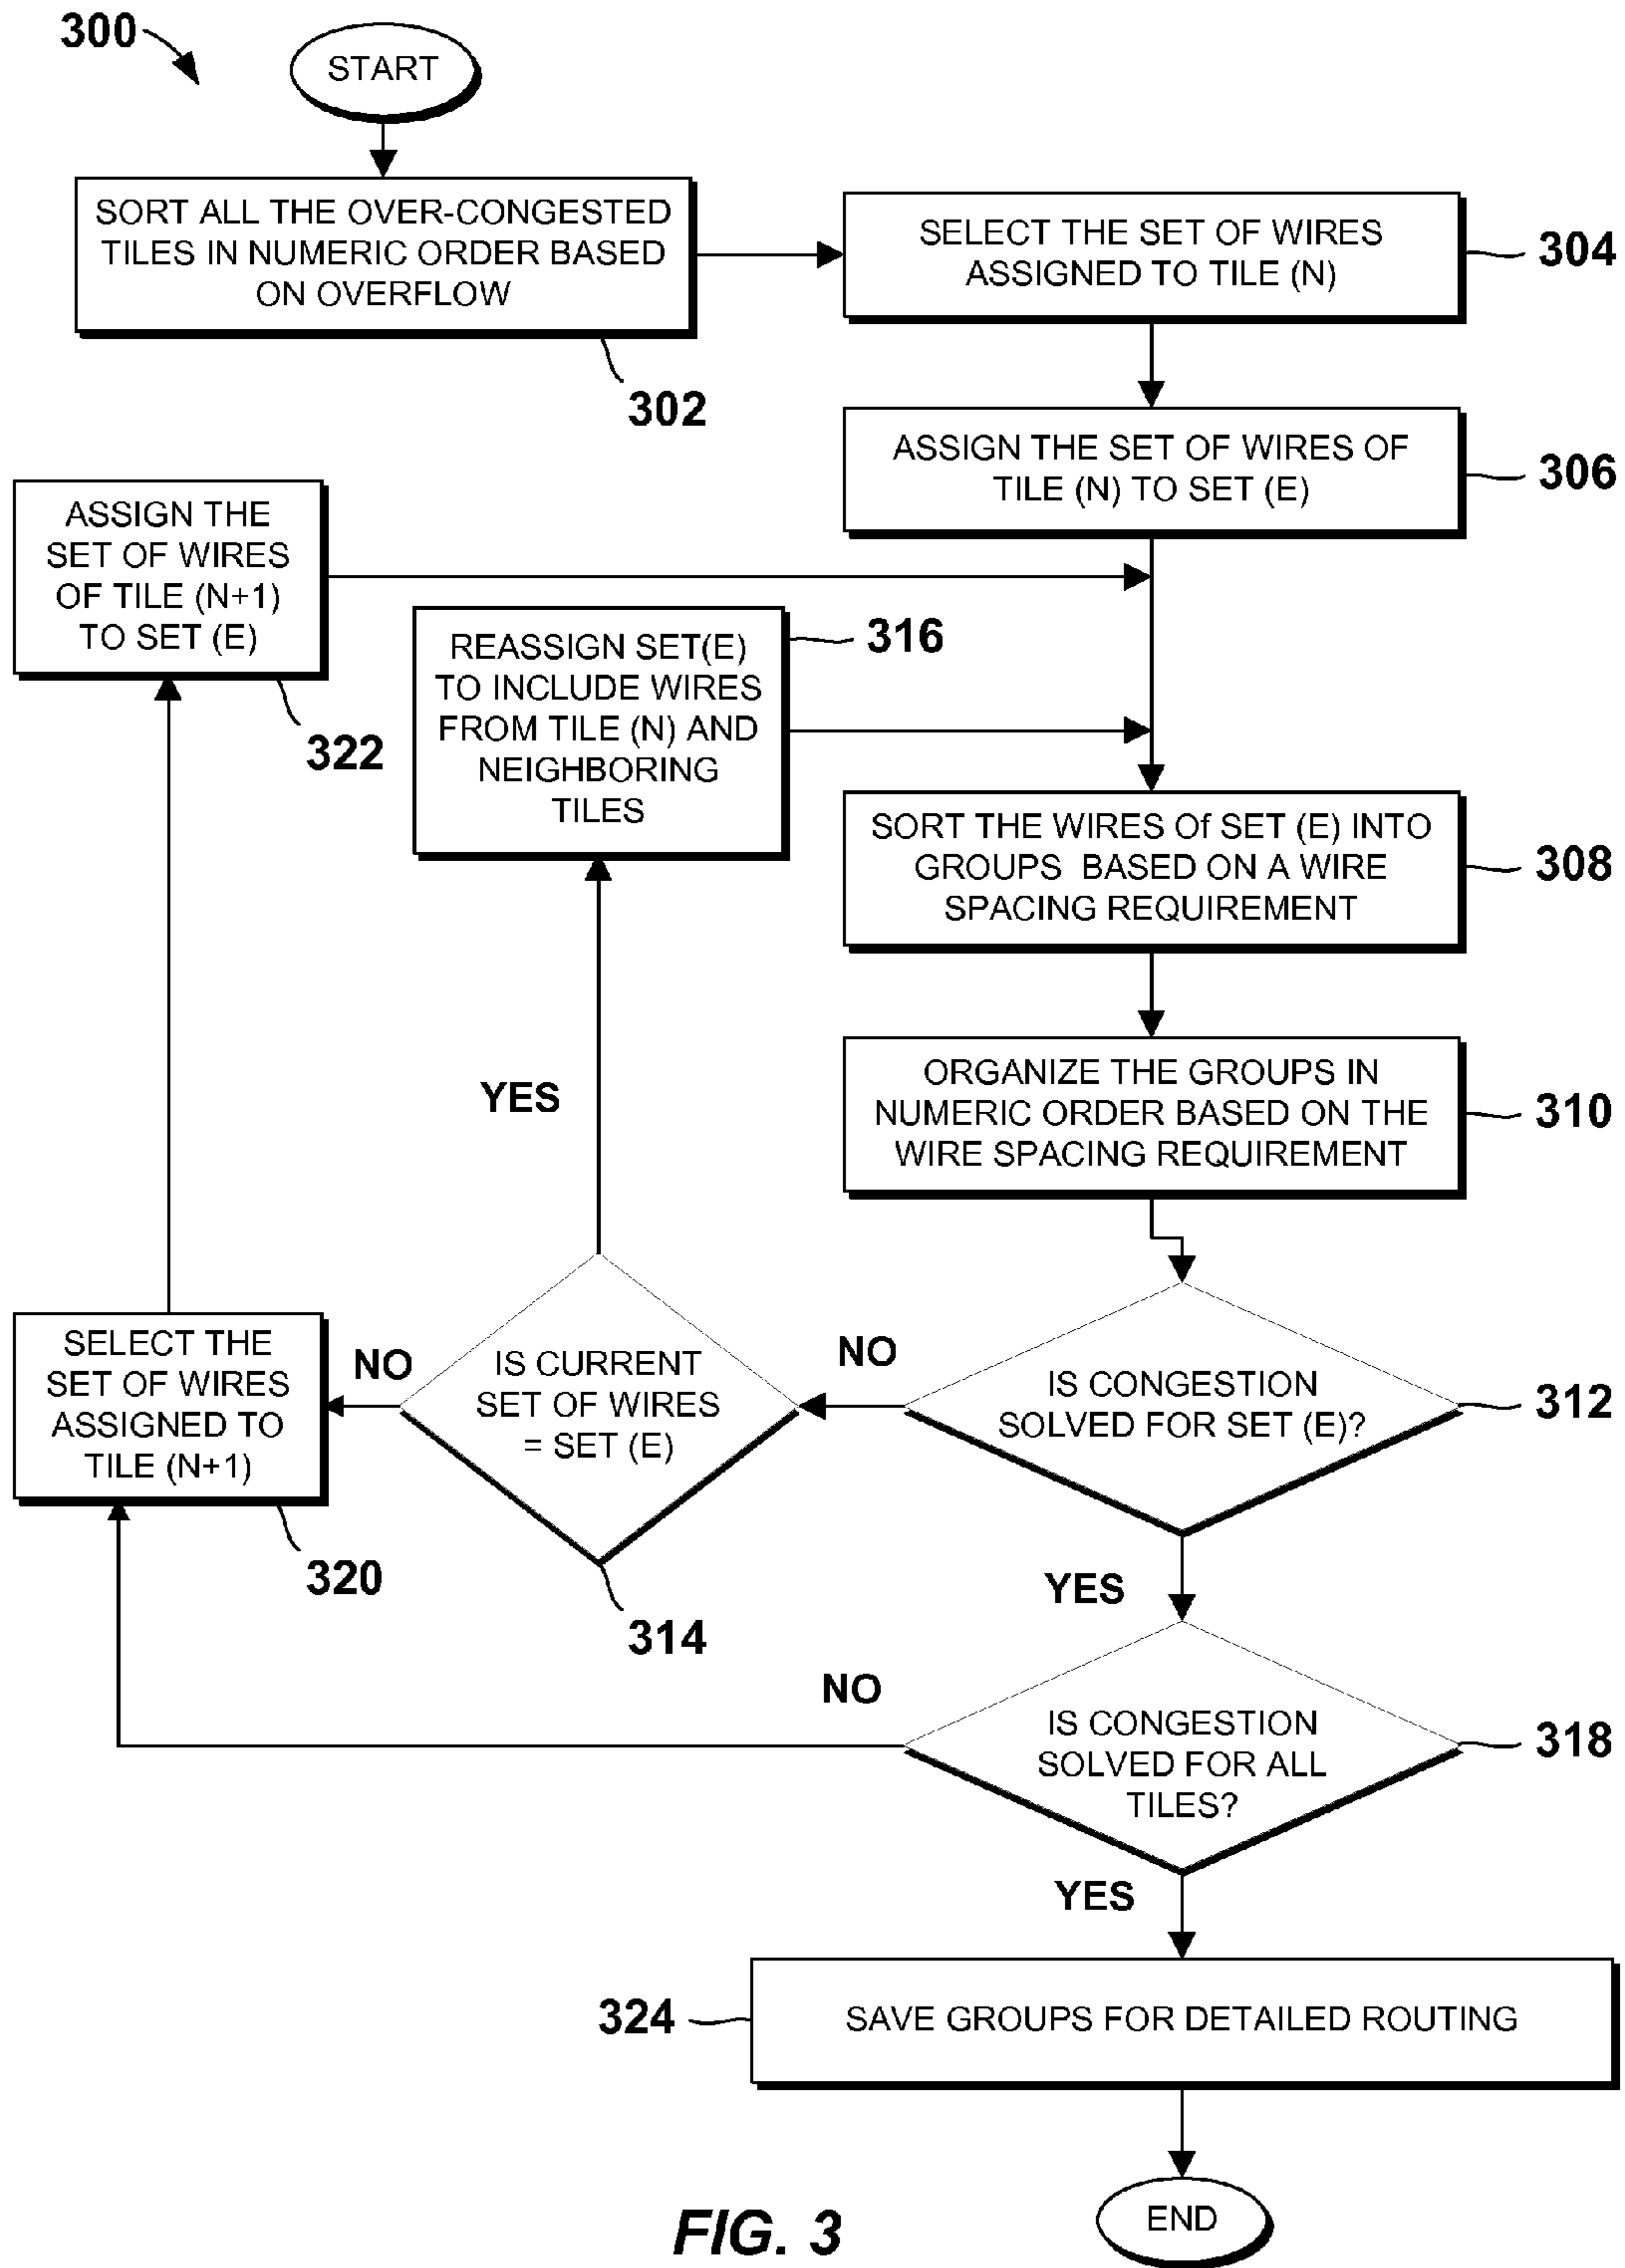 300
START
SORT ALL THE OVER-CONGESTED
TILES IN NUMERIC ORDER BASED
ON OVERFLOW
302
SELECT THE SET OF WIRES
ASSIGNED TO TILE (N)
304
ASSIGN THE SET OF WIRES OF
TILE (N) TO SET (E)
306
ASSIGN THE
SET OF WIRES
OF TILE (N+1)
TO SET (E)
322
REASSIGN SET(E)
TO INCLUDE WIRES
FROM TILE (N) AND
NEIGHBORING
TILES
316
SORT THE WIRES Of SET (E) INTO
GROUPS BASED ON A WIRE
SPACING REQUIREMENT
308
YES
ORGANIZE THE GROUPS IN
NUMERIC ORDER BASED ON THE
WIRE SPACING REQUIREMENT
310
SELECT THE
SET OF WIRES
ASSIGNED TO
TILE (N+1)
320
NO
IS CURRENT
SET OF WIRES
= SET (E)
314
NO
IS CONGESTION
SOLVED FOR SET (E)?
312
YES
NO
IS CONGESTION
SOLVED FOR ALL
TILES?
318
YES
324
SAVE GROUPS FOR DETAILED ROUTING
END
FIG. 3